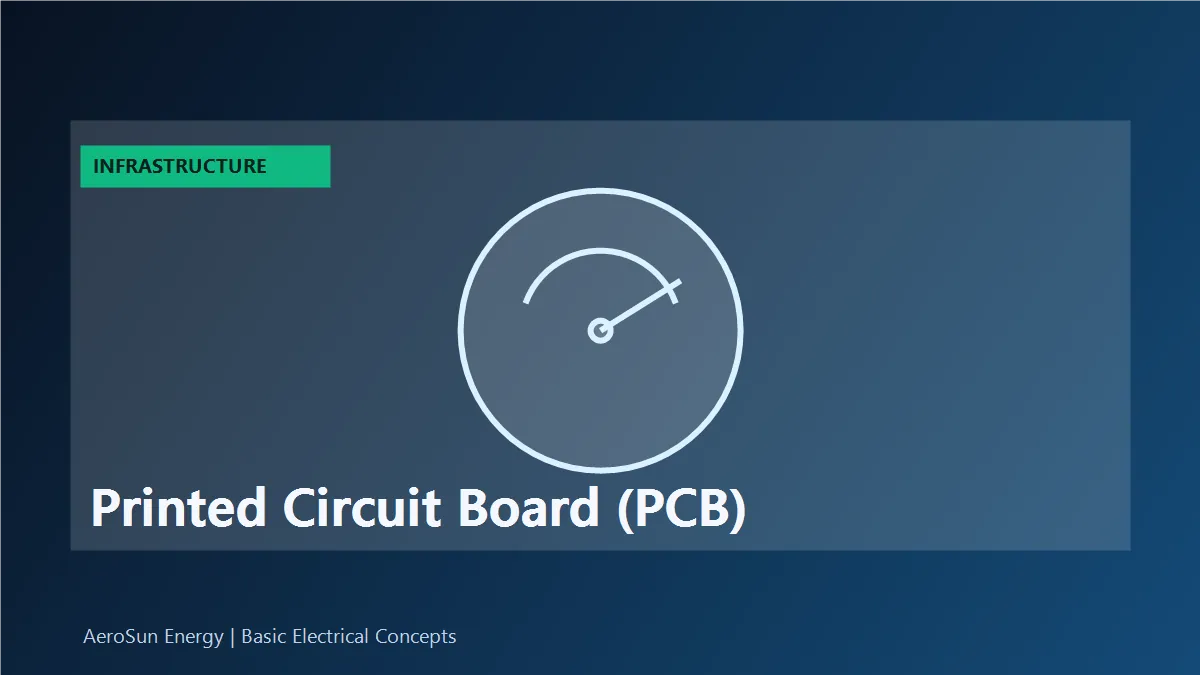 INFRASTRUCTURE
Printed Circuit Board (PCB)
AeroSun Energy | Basic Electrical Concepts